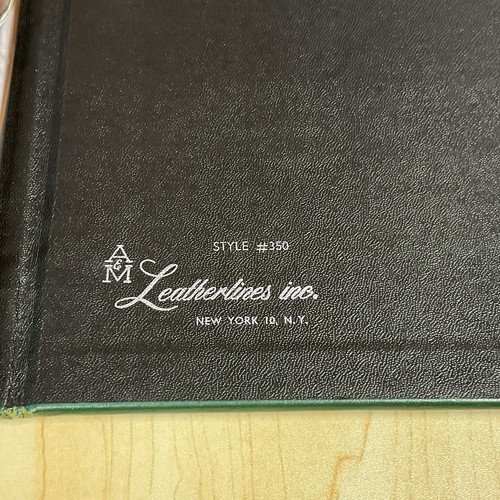 STYLE #350
A&M
Leatherlines inc.
NEW YORK 10, N.Y.